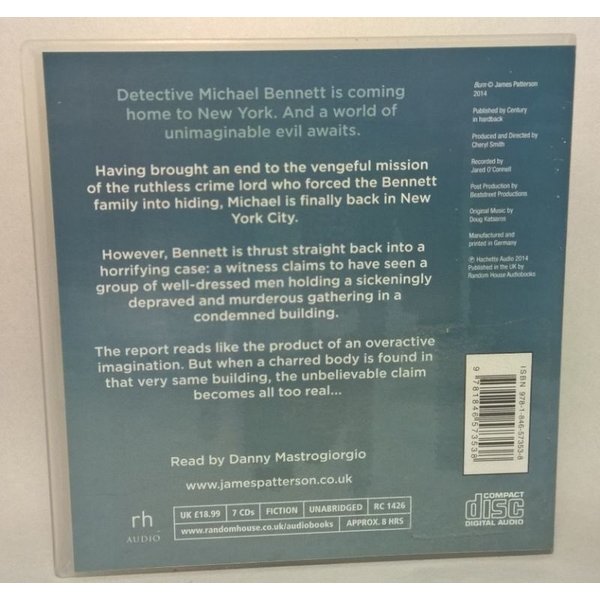 Detective Michael Bennett is coming
home to New York. And a world of
unimaginable evil awaits.
Having brought an end to the vengeful mission
of the ruthless crime lord who forced the Bennett
family into hiding, Michael is finally back in New
York City.
However, Bennett is thrust straight back into a
horrifying case: a witness claims to have seen a
group of well-dressed men holding a sickeningly
depraved and murderous gathering in a
condemned building.
The report reads like the product of an overactive
imagination. But when a charred body is found in
that very same building, the unbelievable claim
becomes all too real...
Read by Danny Mastrogiorgio
www.jamespatterson.co.uk
rh
AUDIO
UK £18.99 | 7 CDs | FICTION | UNABRIDGED | RC 1426
www.randomhouse.co.uk/audiobooks | APPROX. 8 HRS
Burn © James Patterson
2014
Published by Century
in hardback
Produced and Directed by
Cheryl Smith
Recorded by
Jared O'Connell
Post Production by
Beatstreet Productions
Original Music by
Doug Katsaros
Manufactured and
printed in Germany
℗ Hachette Audio 2014
Published in the UK by
Random House Audiobooks
ISBN 978-1-846-57353-8
9 781846 573538
COMPACT
disc
DIGITAL AUDIO